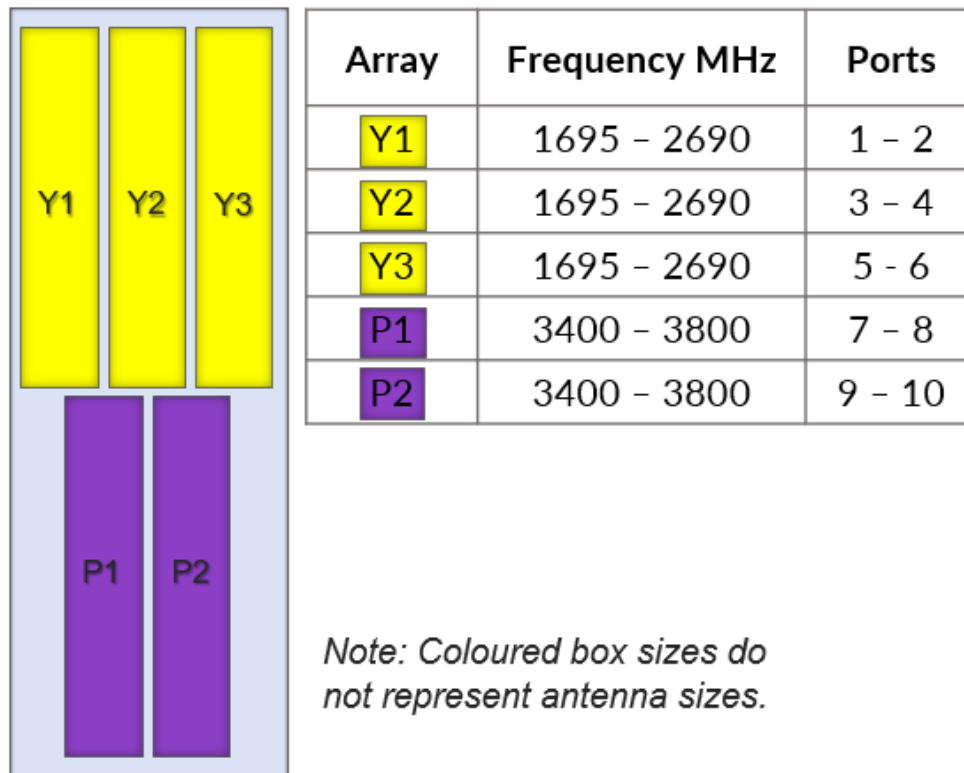 Y1 Y2 Y3
P1 P2
Array Frequency MHz Ports
Y1 1695 – 2690 1 – 2
Y2 1695 – 2690 3 – 4
Y3 1695 – 2690 5 - 6
P1 3400 – 3800 7 – 8
P2 3400 – 3800 9 – 10
Note: Coloured box sizes do
not represent antenna sizes.